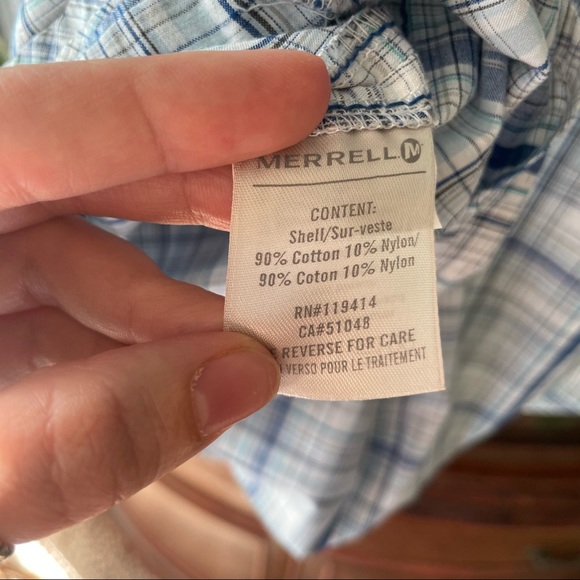 MERRELL
CONTENT:
Shell/Sur-veste
90% Cotton 10% Nylon/
90% Coton 10% Nylon
RN#119414
CA#51048
REVERSE FOR CARE
VERSO POUR LE TRAITEMENT